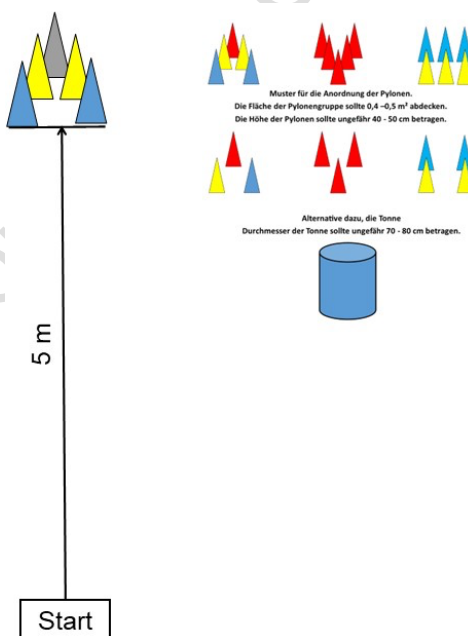 Muster für die Anordnung der Pylonen.
Die Fläche der Pylonengruppe sollte 0,4 –0,5 m² abdecken.
Die Höhe der Pylonen sollte ungefähr 40 - 50 cm betragen.
Alternative dazu, die Tonne
Durchmesser der Tonne sollte ungefähr 70 - 80 cm betragen.
5 m
Start